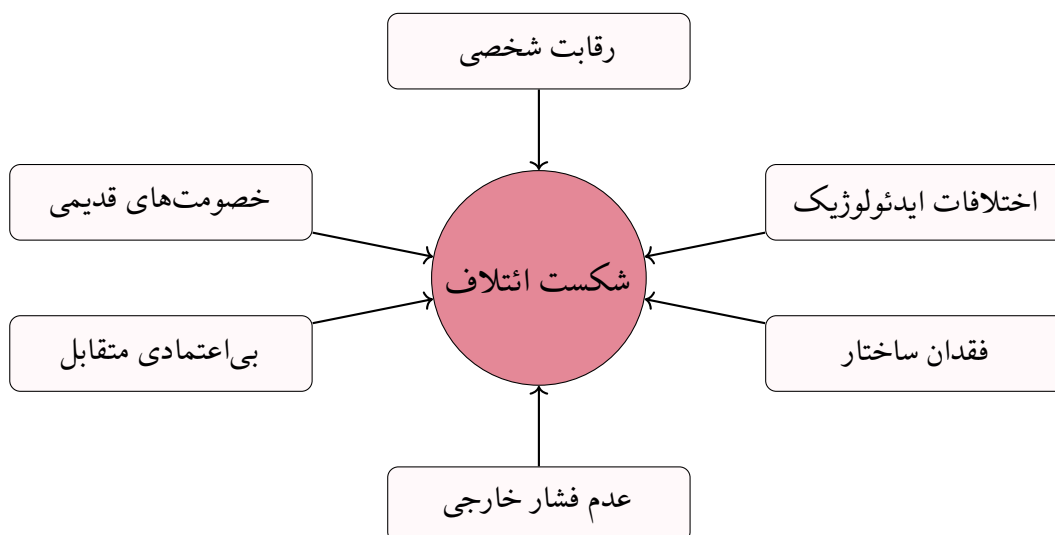 رقابت شخصی
اختلافات ایدئولوژیک
خصومت‌های قدیمی
شکست ائتلاف
فقدان ساختار
بی‌اعتمادی متقابل
عدم فشار خارجی